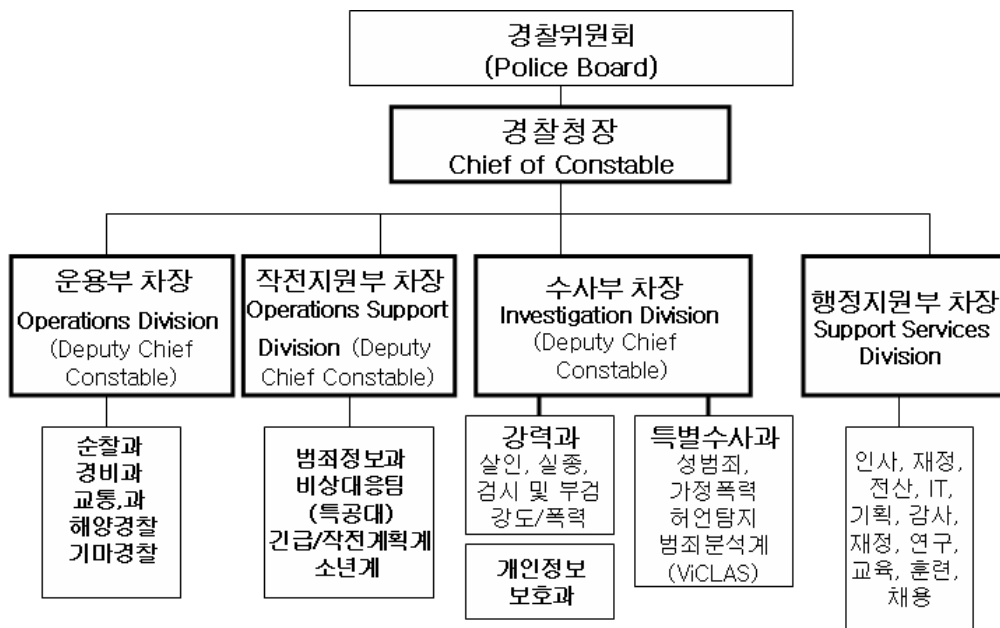 경찰위원회
(Police Board)
경찰청장
Chief of Constable
운용부 차장
Operations Division
(Deputy Chief
Constable)
작전지원부 차장
Operations Support
Division (Deputy
Chief Constable)
수사부 차장
Investigation Division
(Deputy Chief
Constable)
행정지원부 차장
Support Services
Division
순찰과
경비과
교통,과
해양경찰
기마경찰
범죄정보과
비상대응팀
(특공대)
긴급/작전계획계
소년계
강력과
살인, 실종,
검시 및 부검
강도/폭력
개인정보
보호과
특별수사과
성범죄,
가정폭력
허언탐지
범죄분석계
(ViCLAS)
인사, 재정,
전산, IT,
기획, 감사,
재정, 연구,
교육, 훈련,
채용